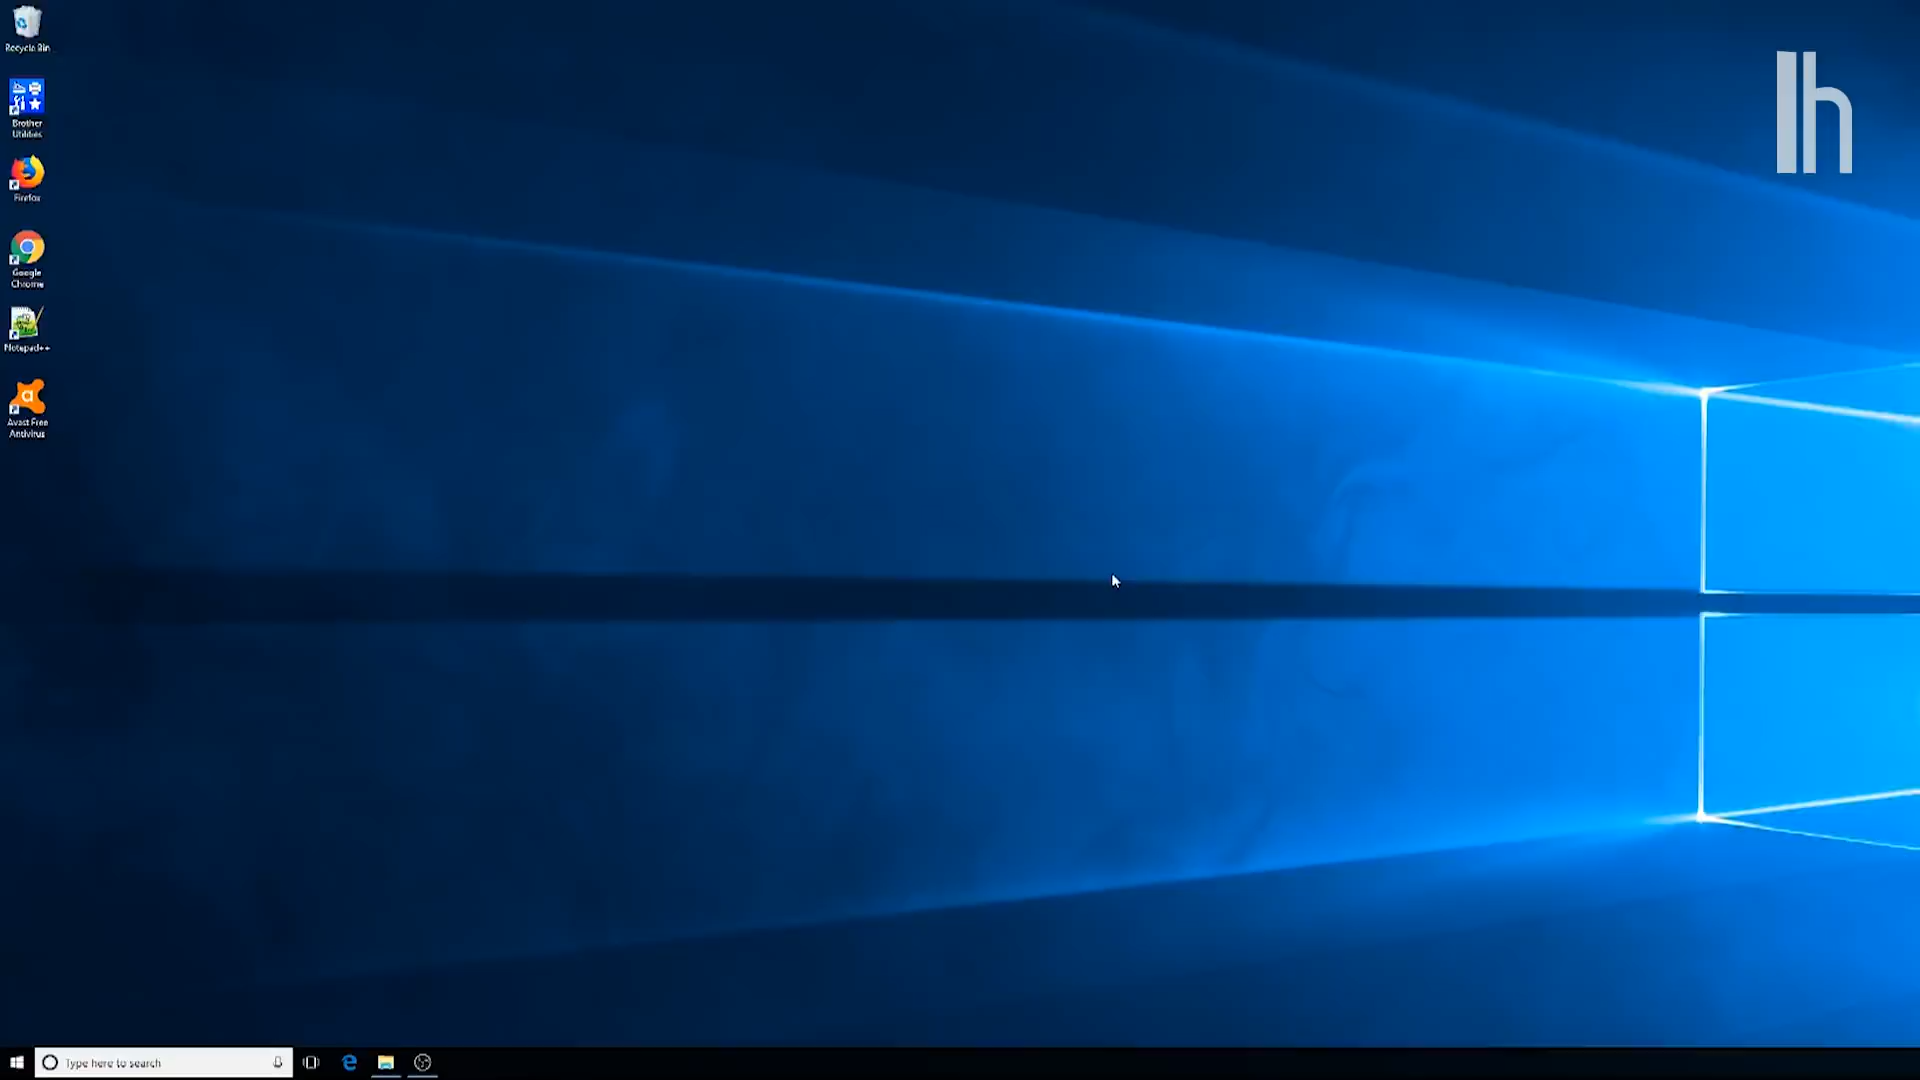 lh
Recycle Bin
Brother
Utilities
Firefox
Google
Chrome
Notepad++
Avast Free
Antivirus
Type here to search